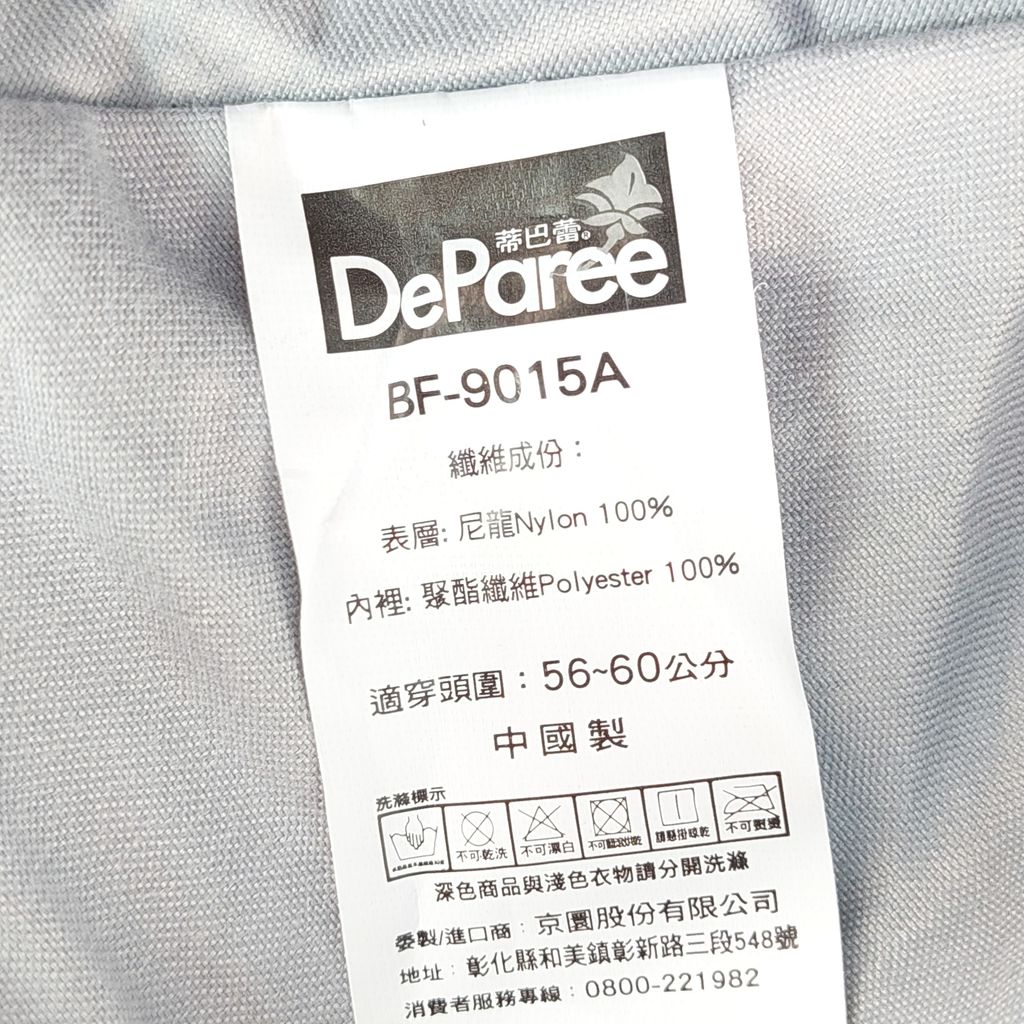 蒂巴蕾®
DeParee
BF-9015A
纖維成份：
表層: 尼龍Nylon 100%
內裡: 聚酯纖維Polyester 100%
適穿頭圍：56~60公分
中國製
洗滌標示
不可乾洗 不可漂白 不可翻滾烘乾 請懸掛晾乾 不可熨燙
深色商品與淺色衣物請分開洗滌
委製/進口商：京圜股份有限公司
地址：彰化縣和美鎮彰新路三段548號
消費者服務專線：0800-221982